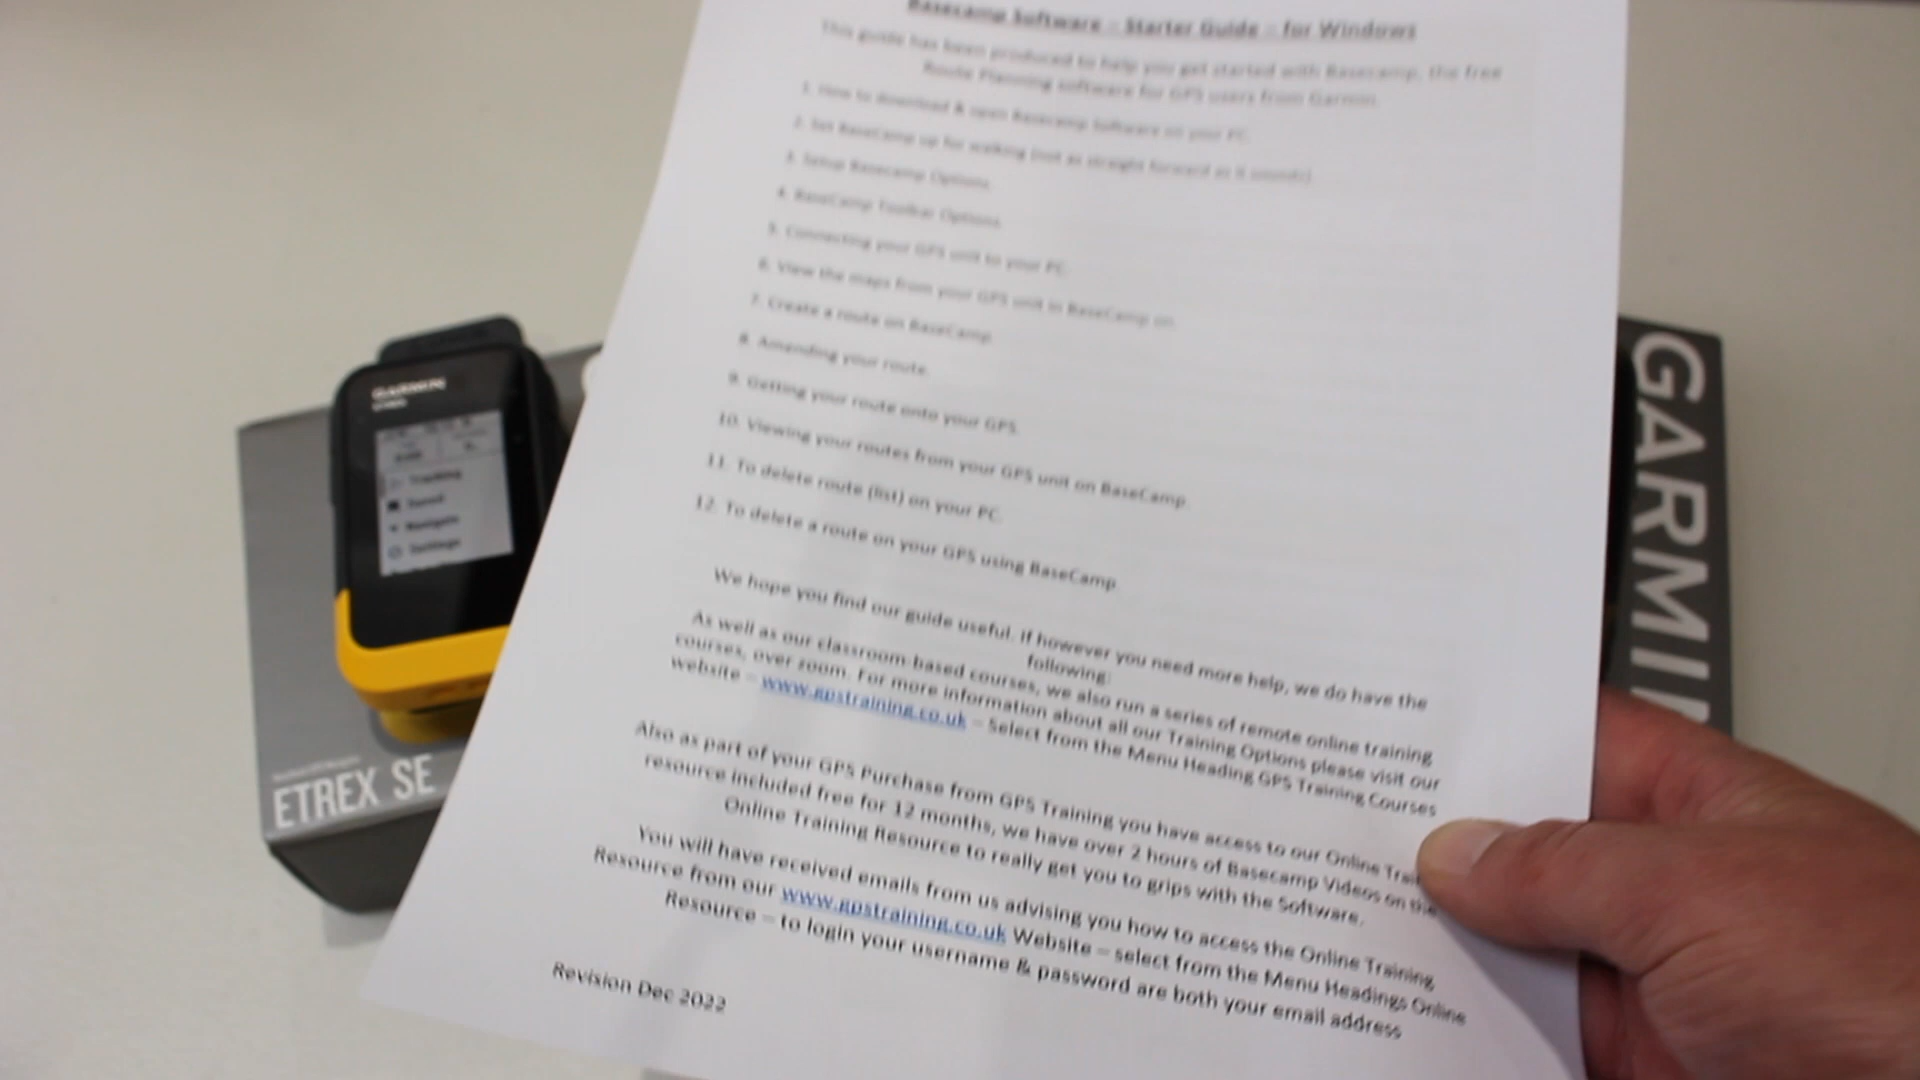 Basecamp Software – Starter Guide – for Windows
This guide has been produced to help you get started with Basecamp, the free
Route Planning software for GPS users from Garmin.
1. How to download & open Basecamp Software on your PC.
2. Set BaseCamp up for walking (not as straight forward as it sounds).
3. Setup Basecamp Options.
4. BaseCamp Toolbar Options.
5. Connecting your GPS unit to your PC.
6. View the maps from your GPS unit in BaseCamp on.
7. Create a route on BaseCamp.
8. Amending your route.
9. Getting your route onto your GPS.
10. Viewing your routes from your GPS unit on BaseCamp.
11. To delete route (list) on your PC.
12. To delete a route on your GPS using BaseCamp
We hope you find our guide useful. If however you need more help, we do have the
following:
As well as our classroom-based courses, we also run a series of remote online training
courses, over zoom. For more information about all our Training Options please visit our
website – www.gpstraining.co.uk – Select from the Menu Heading GPS Training Courses
Also as part of your GPS Purchase from GPS Training you have access to our Online Trai
resource included free for 12 months, we have over 2 hours of Basecamp Videos on the
Online Training Resource to really get you to grips with the Software.
You will have received emails from us advising you how to access the Online Training
Resource from our www.gpstraining.co.uk Website – select from the Menu Headings Online
Resource – to login your username & password are both your email address
Revision Dec 2022
GARMIN
Tracking
Navigate
Settings
ETREX SE
GARMIN